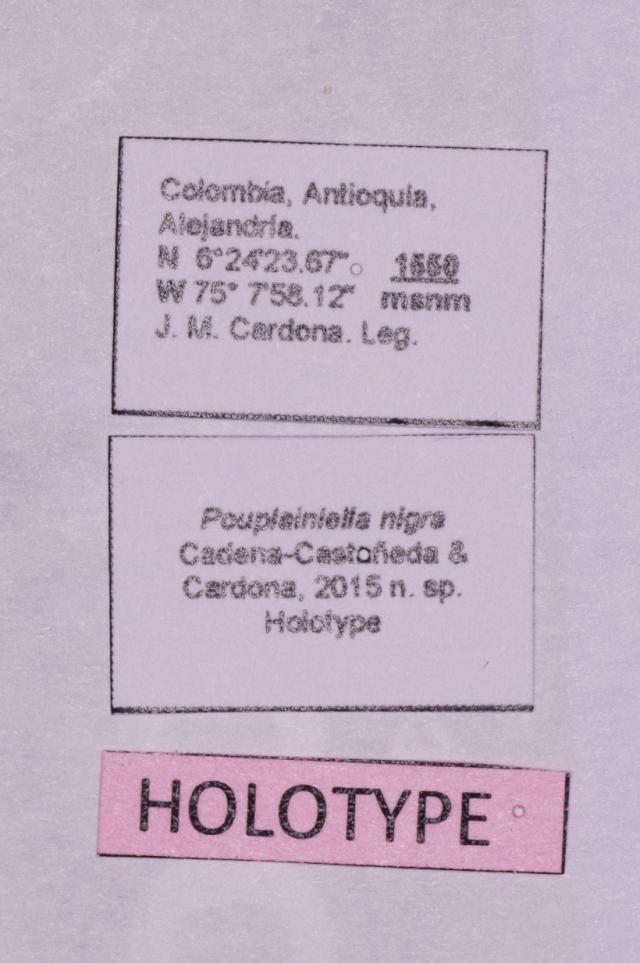 Colombia, Antioquia,
Alejandría.
N 6°24'23.67" 1550
W 75° 7'58.12" msnm
J. M. Cardona. Leg.
Pouplainiella nigra
Cadena-Castañeda &
Cardona, 2015 n. sp.
Holotype
HOLOTYPE